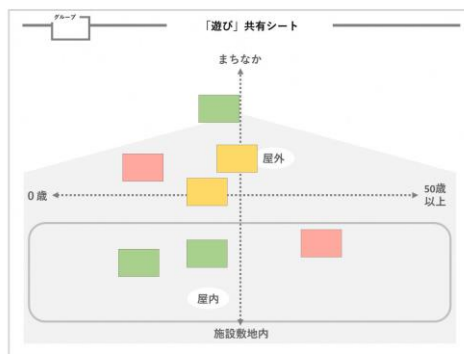 グループ
「遊び」共有シート
まちなか
屋外
0歳
50歳
以上
屋内
施設敷地内